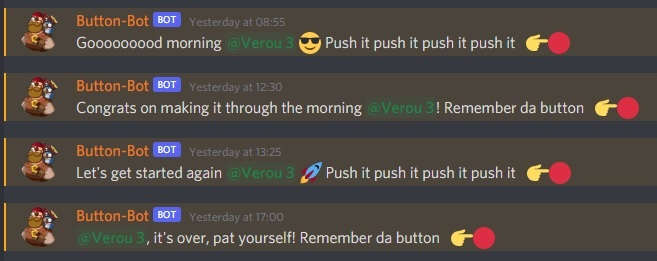 Button-Bot BOT Yesterday at 08:55
Gooooooood morning @Verou 3 😎 Push it push it push it push it 👉🔴
Button-Bot BOT Yesterday at 12:30
Congrats on making it through the morning @Verou 3! Remember da button 👉🔴
Button-Bot BOT Yesterday at 13:25
Let's get started again @Verou 3 🚀 Push it push it push it push it 👉🔴
Button-Bot BOT Yesterday at 17:00
@Verou 3, it's over, pat yourself! Remember da button 👉🔴